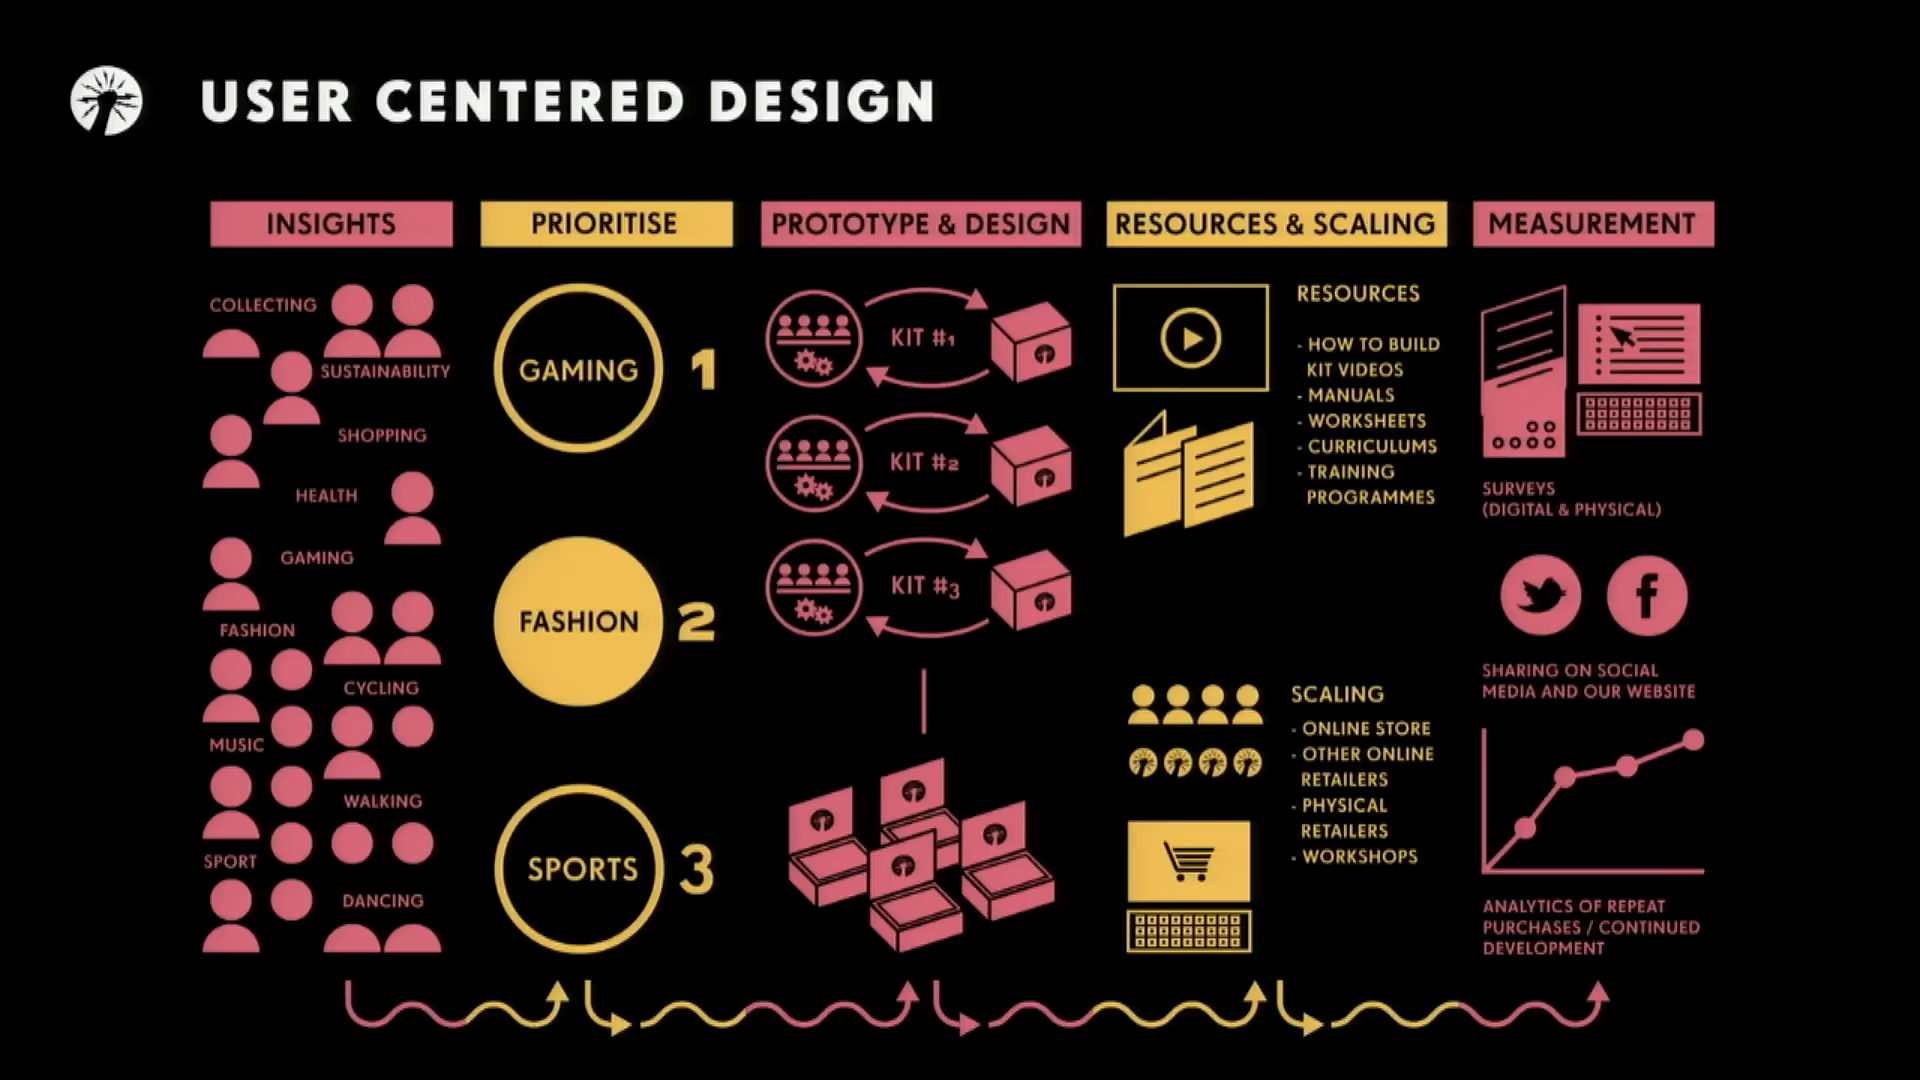 USER CENTERED DESIGN
INSIGHTS
COLLECTING
SUSTAINABILITY
SHOPPING
HEALTH
GAMING
FASHION
CYCLING
MUSIC
WALKING
SPORT
DANCING
PRIORITISE
GAMING 1
FASHION 2
SPORTS 3
PROTOTYPE & DESIGN
KIT #1
KIT #2
KIT #3
RESOURCES & SCALING
RESOURCES
- HOW TO BUILD
KIT VIDEOS
- MANUALS
- WORKSHEETS
- CURRICULUMS
- TRAINING
PROGRAMMES
SCALING
- ONLINE STORE
- OTHER ONLINE
RETAILERS
- PHYSICAL
RETAILERS
- WORKSHOPS
MEASUREMENT
SURVEYS
(DIGITAL & PHYSICAL)
f
SHARING ON SOCIAL
MEDIA AND OUR WEBSITE
ANALYTICS OF REPEAT
PURCHASES / CONTINUED
DEVELOPMENT